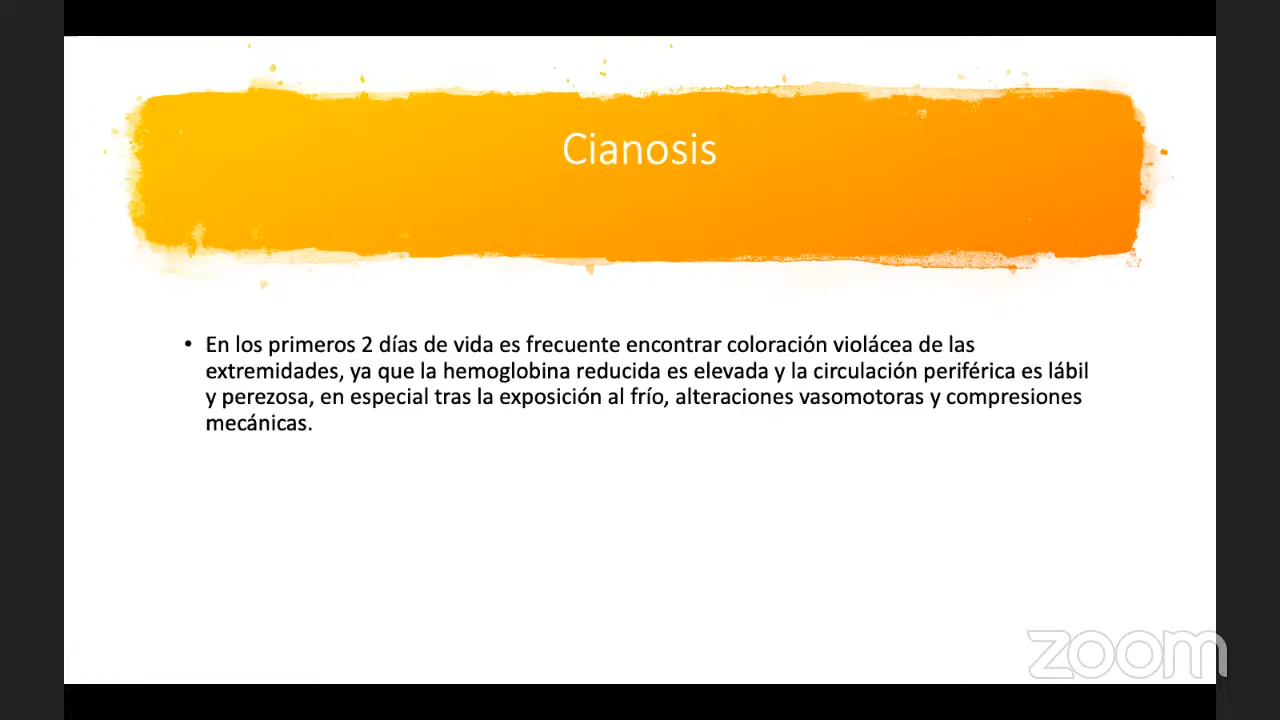 Cianosis
• En los primeros 2 días de vida es frecuente encontrar coloración violácea de las
extremidades, ya que la hemoglobina reducida es elevada y la circulación periférica es lábil
y perezosa, en especial tras la exposición al frío, alteraciones vasomotoras y compresiones
mecánicas.
zoom